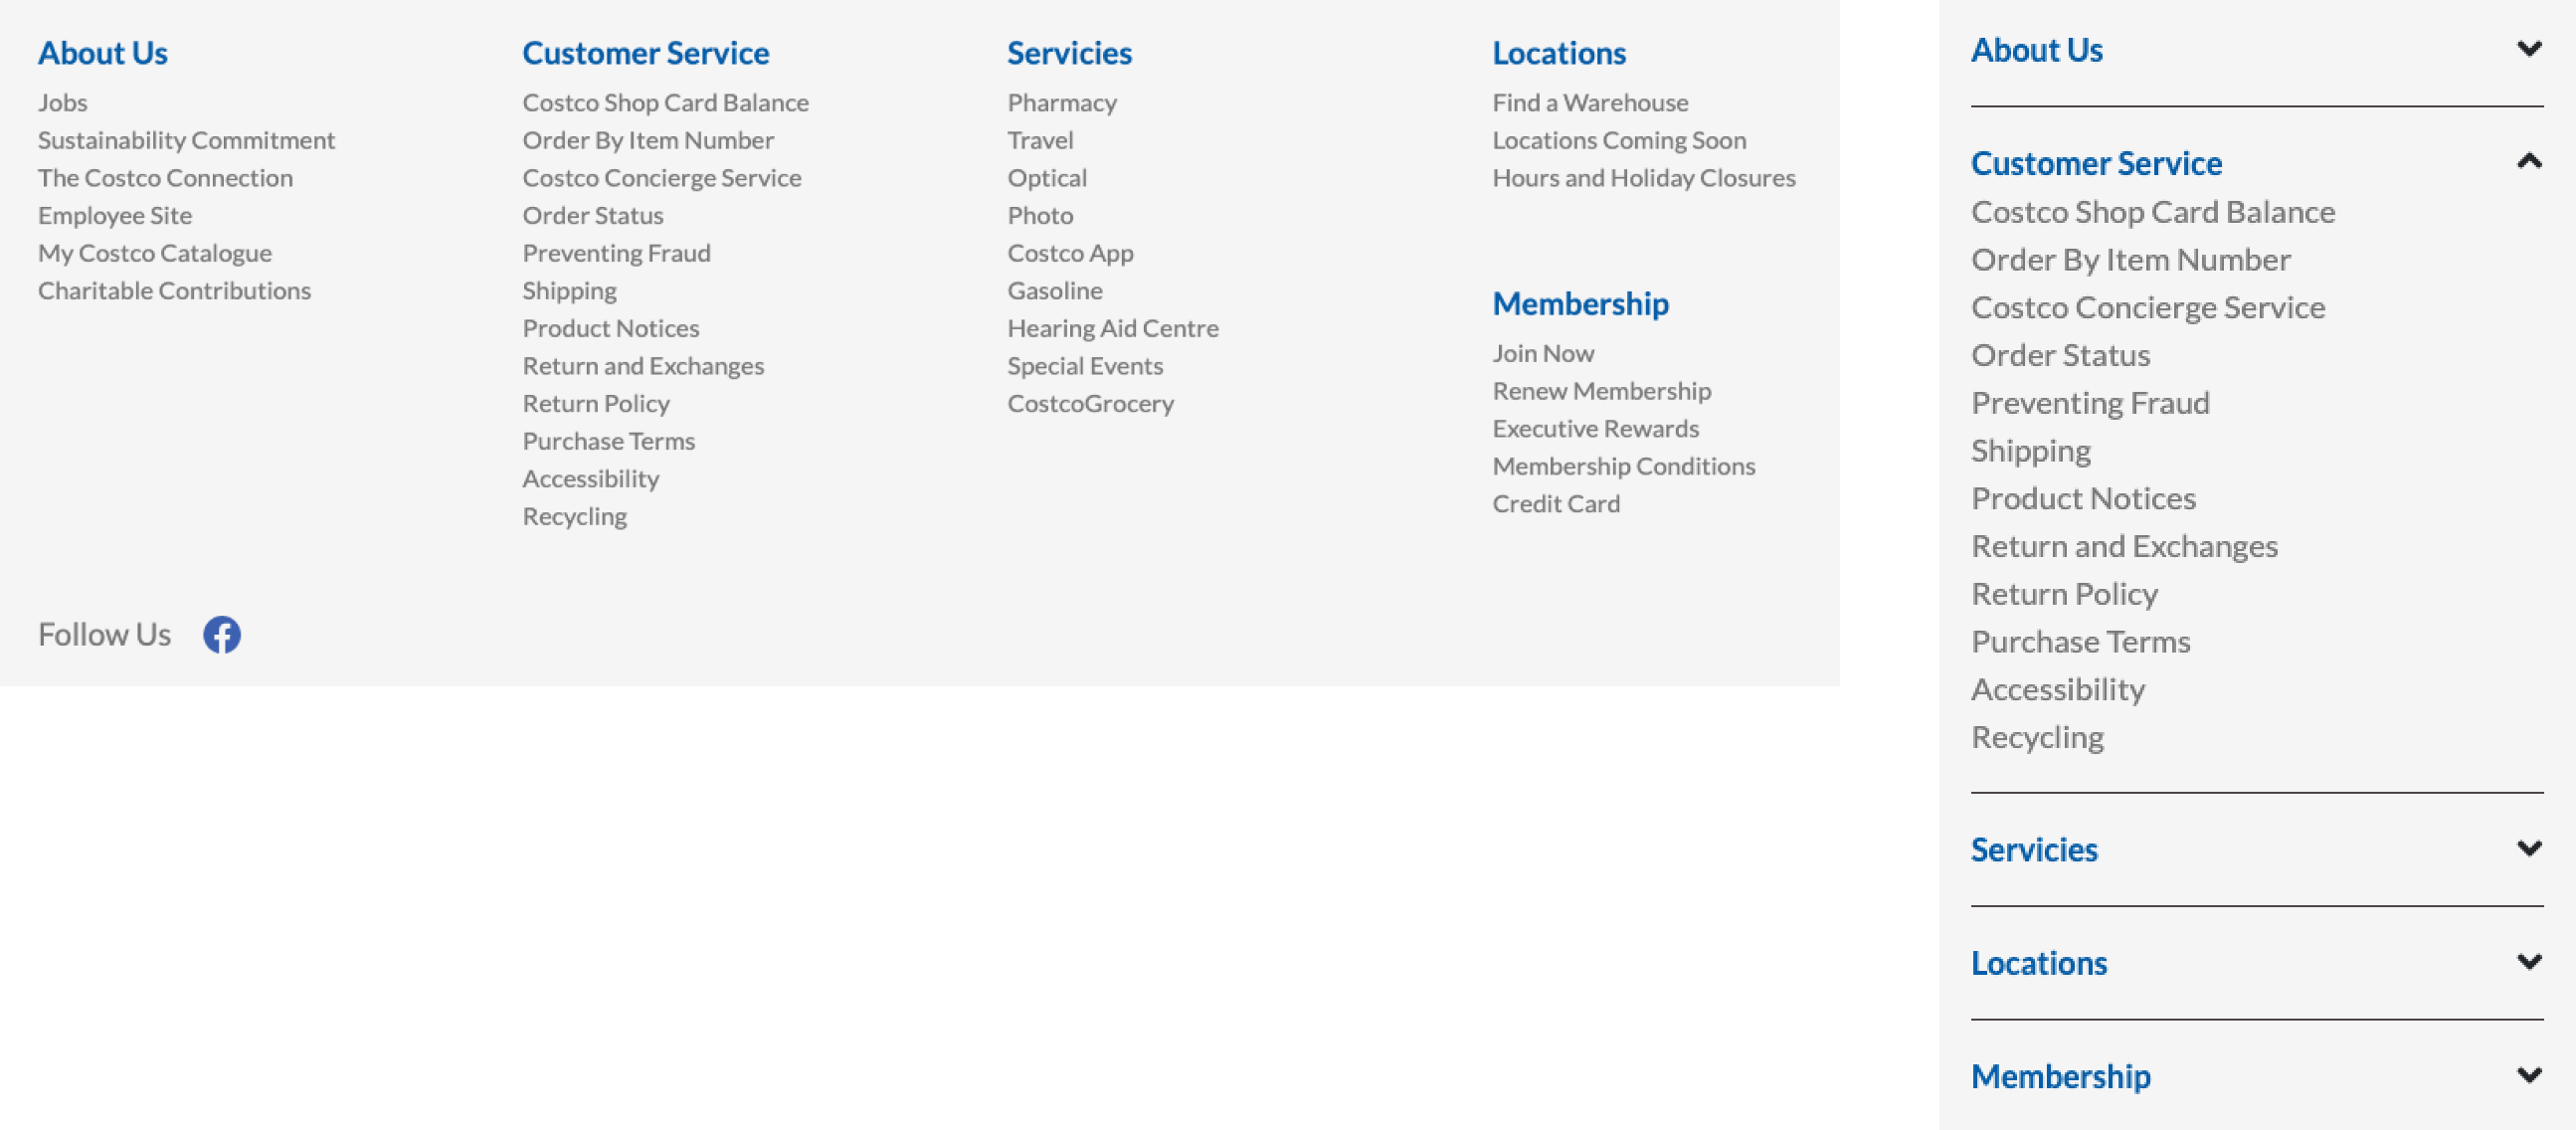 About Us
Jobs
Sustainability Commitment
The Costco Connection
Employee Site
My Costco Catalogue
Charitable Contributions
Customer Service
Costco Shop Card Balance
Order By Item Number
Costco Concierge Service
Order Status
Preventing Fraud
Shipping
Product Notices
Return and Exchanges
Return Policy
Purchase Terms
Accessibility
Recycling
Servicies
Pharmacy
Travel
Optical
Photo
Costco App
Gasoline
Hearing Aid Centre
Special Events
CostcoGrocery
Locations
Find a Warehouse
Locations Coming Soon
Hours and Holiday Closures
Membership
Join Now
Renew Membership
Executive Rewards
Membership Conditions
Credit Card
Follow Us
About Us
Customer Service
Costco Shop Card Balance
Order By Item Number
Costco Concierge Service
Order Status
Preventing Fraud
Shipping
Product Notices
Return and Exchanges
Return Policy
Purchase Terms
Accessibility
Recycling
Servicies
Locations
Membership